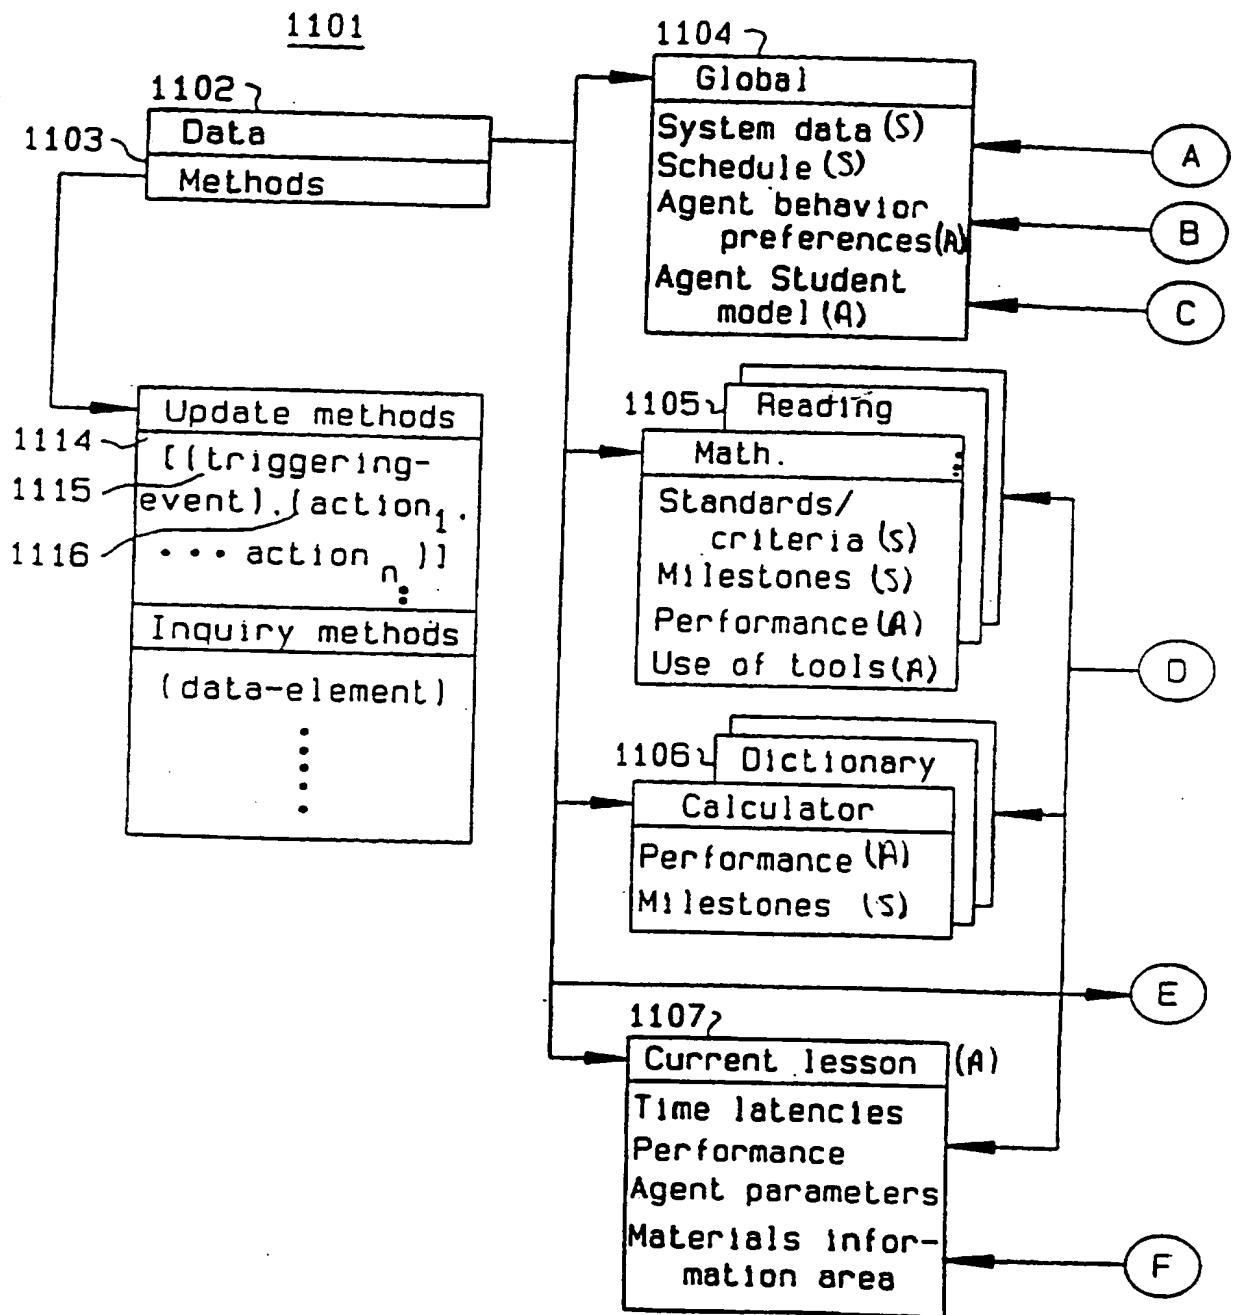 1101
1102
Data
1103
Methods
Update methods
1114
[((triggering-
1115
event),(action1.
1116
••• action n )]]
Inquiry methods
(data-element)
1104
Global
System data (S)
Schedule (S)
Agent behavior
preferences (A)
Agent Student
model (A)
A
B
C
1105
Reading
Math.
Standards/
criteria (S)
Milestones (S)
Performance (A)
Use of tools (A)
D
1106
Dictionary
Calculator
Performance (A)
Milestones (S)
E
1107
Current lesson (A)
Time latencies
Performance
Agent parameters
Materials infor-
mation area
F